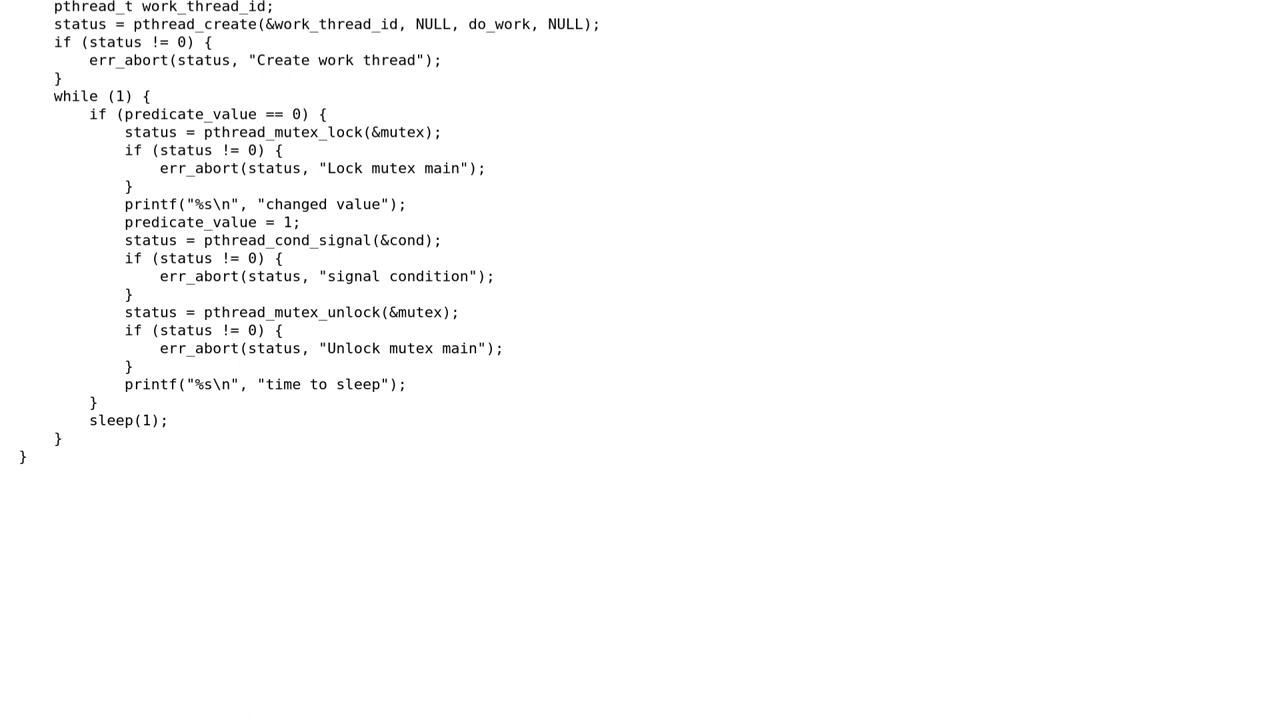 pthread_t work_thread_id;
    status = pthread_create(&work_thread_id, NULL, do_work, NULL);
    if (status != 0) {
        err_abort(status, "Create work thread");
    }
    while (1) {
        if (predicate_value == 0) {
            status = pthread_mutex_lock(&mutex);
            if (status != 0) {
                err_abort(status, "Lock mutex main");
            }
            printf("%s\n", "changed value");
            predicate_value = 1;
            status = pthread_cond_signal(&cond);
            if (status != 0) {
                err_abort(status, "signal condition");
            }
            status = pthread_mutex_unlock(&mutex);
            if (status != 0) {
                err_abort(status, "Unlock mutex main");
            }
            printf("%s\n", "time to sleep");
        }
        sleep(1);
    }
}